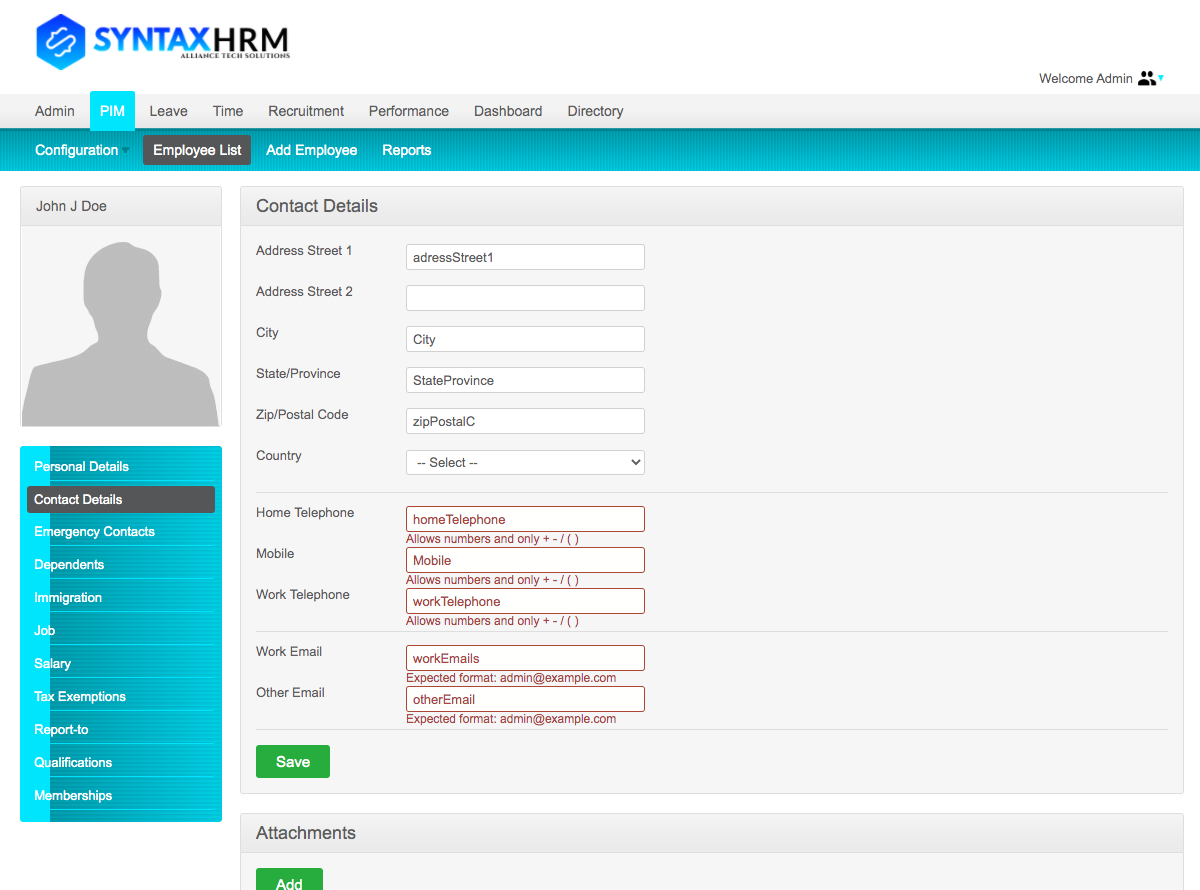 SYNTAXHRM
ALLIANCE TECH SOLUTIONS
Welcome Admin
Admin PIM Leave Time Recruitment Performance Dashboard Directory
Configuration Employee List Add Employee Reports
John J Doe
Personal Details
Contact Details
Emergency Contacts
Dependents
Immigration
Job
Salary
Tax Exemptions
Report-to
Qualifications
Memberships
Contact Details
Address Street 1 adressStreet1
Address Street 2
City City
State/Province StateProvince
Zip/Postal Code zipPostalC
Country -- Select --
Home Telephone homeTelephone
Allows numbers and only + - / ( )
Mobile Mobile
Allows numbers and only + - / ( )
Work Telephone workTelephone
Allows numbers and only + - / ( )
Work Email workEmails
Expected format: admin@example.com
Other Email otherEmail
Expected format: admin@example.com
Save
Attachments
Add